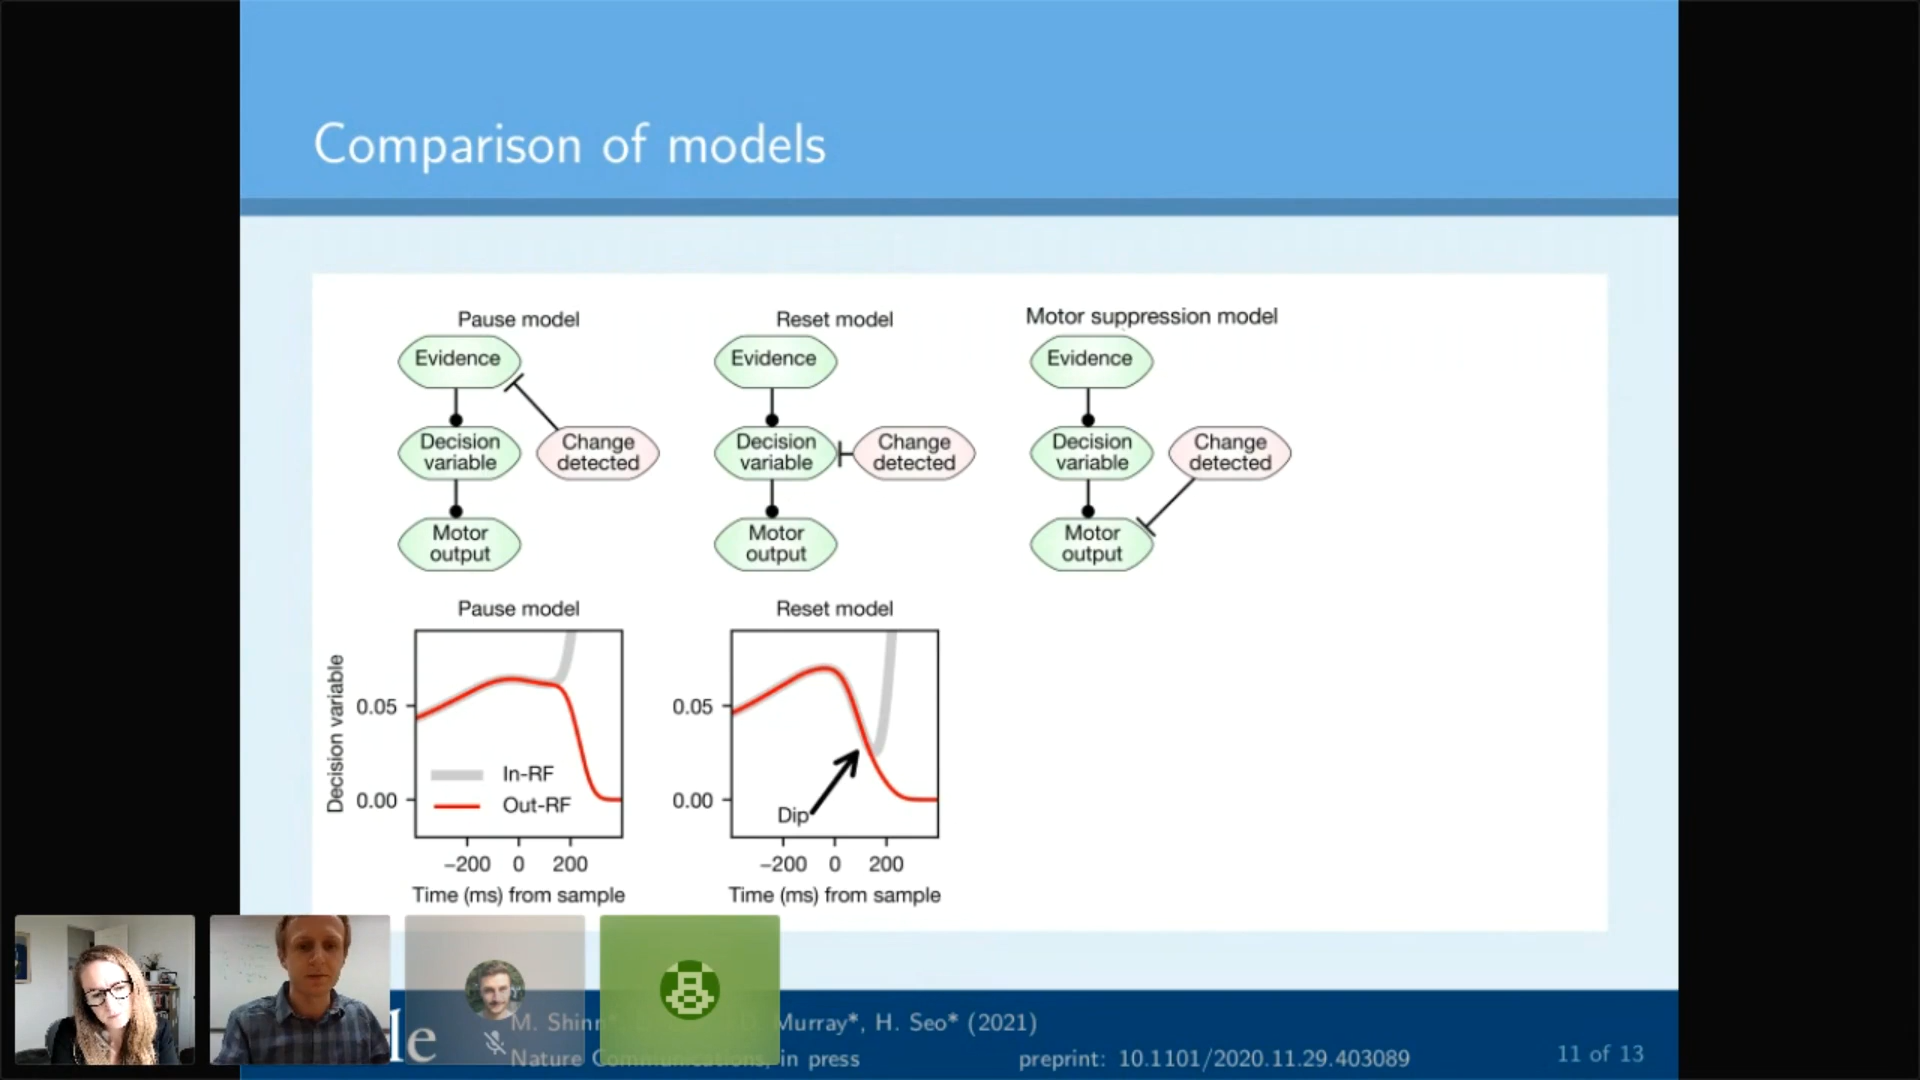 Comparison of models
Pause model
Reset model
Motor suppression model
Evidence
Evidence
Evidence
Decision
variable
Change
detected
Decision
variable
Change
detected
Decision
variable
Change
detected
Motor
output
Motor
output
Motor
output
Pause model
Reset model
Decision variable
0.05
0.00
In-RF
Out-RF
−200 0 200
Time (ms) from sample
0.05
0.00
Dip
−200 0 200
Time (ms) from sample
le
M. Shinn*, Murray*, H. Seo* (2021)
Nature Communications, in press
preprint: 10.1101/2020.11.29.403089
11 of 13